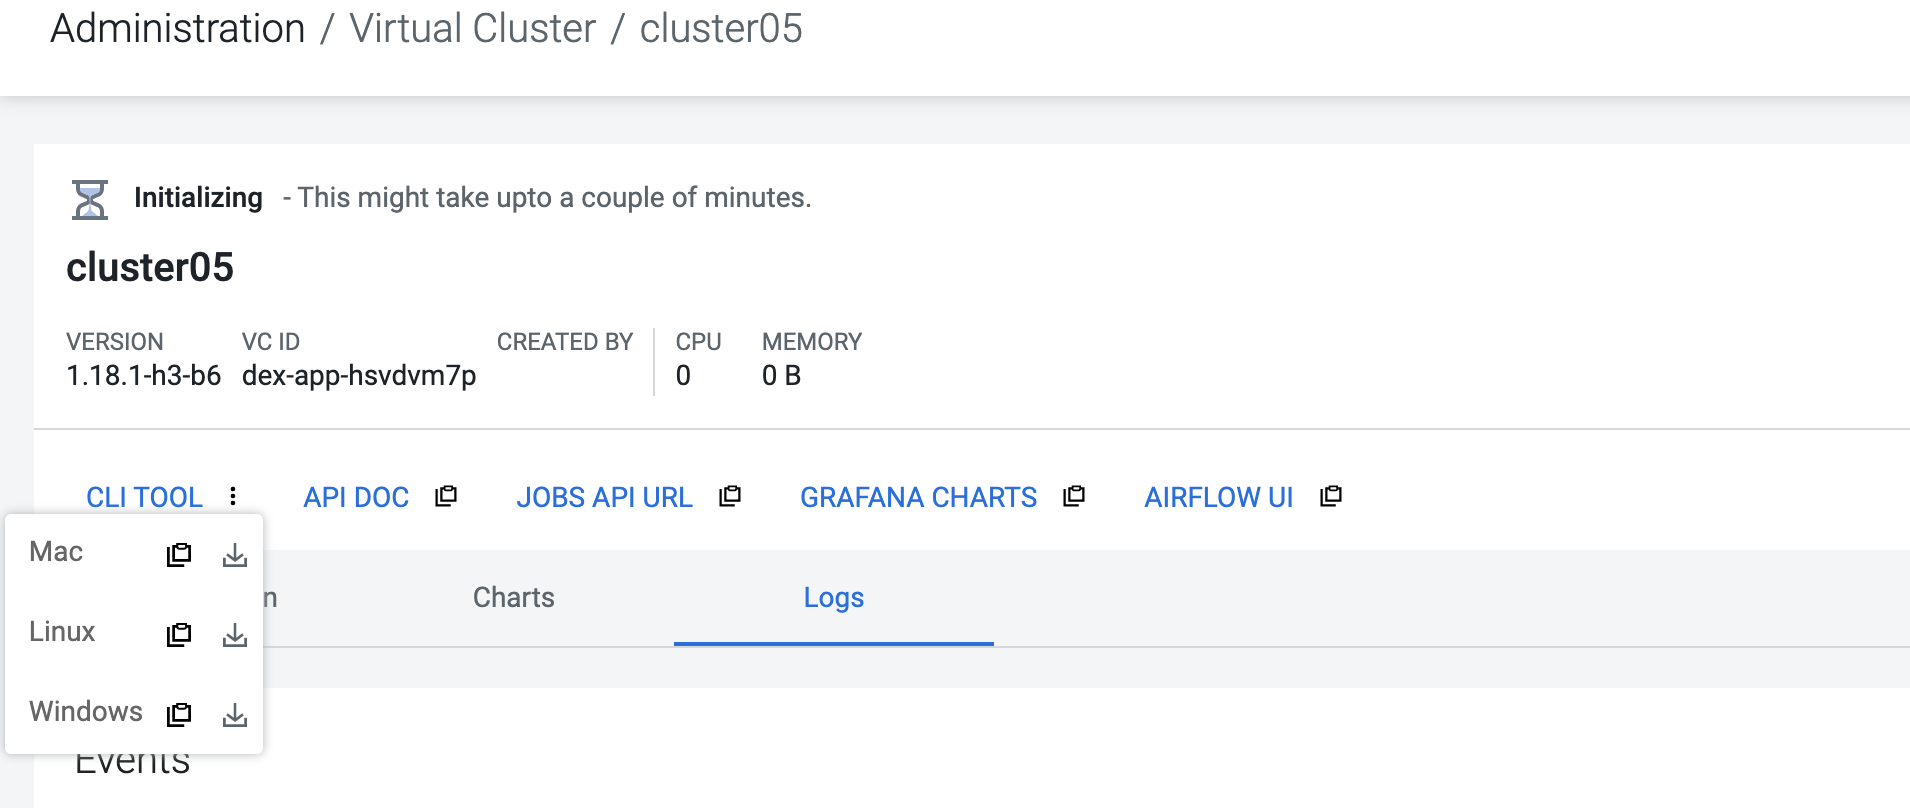 Administration / Virtual Cluster / cluster05
Initializing - This might take upto a couple of minutes.
cluster05
VERSION VC ID CREATED BY CPU MEMORY
1.18.1-h3-b6 dex-app-hsvdvm7p 0 0 B
CLI TOOL API DOC JOBS API URL GRAFANA CHARTS AIRFLOW UI
Mac
n Charts Logs
Linux
Windows
Events